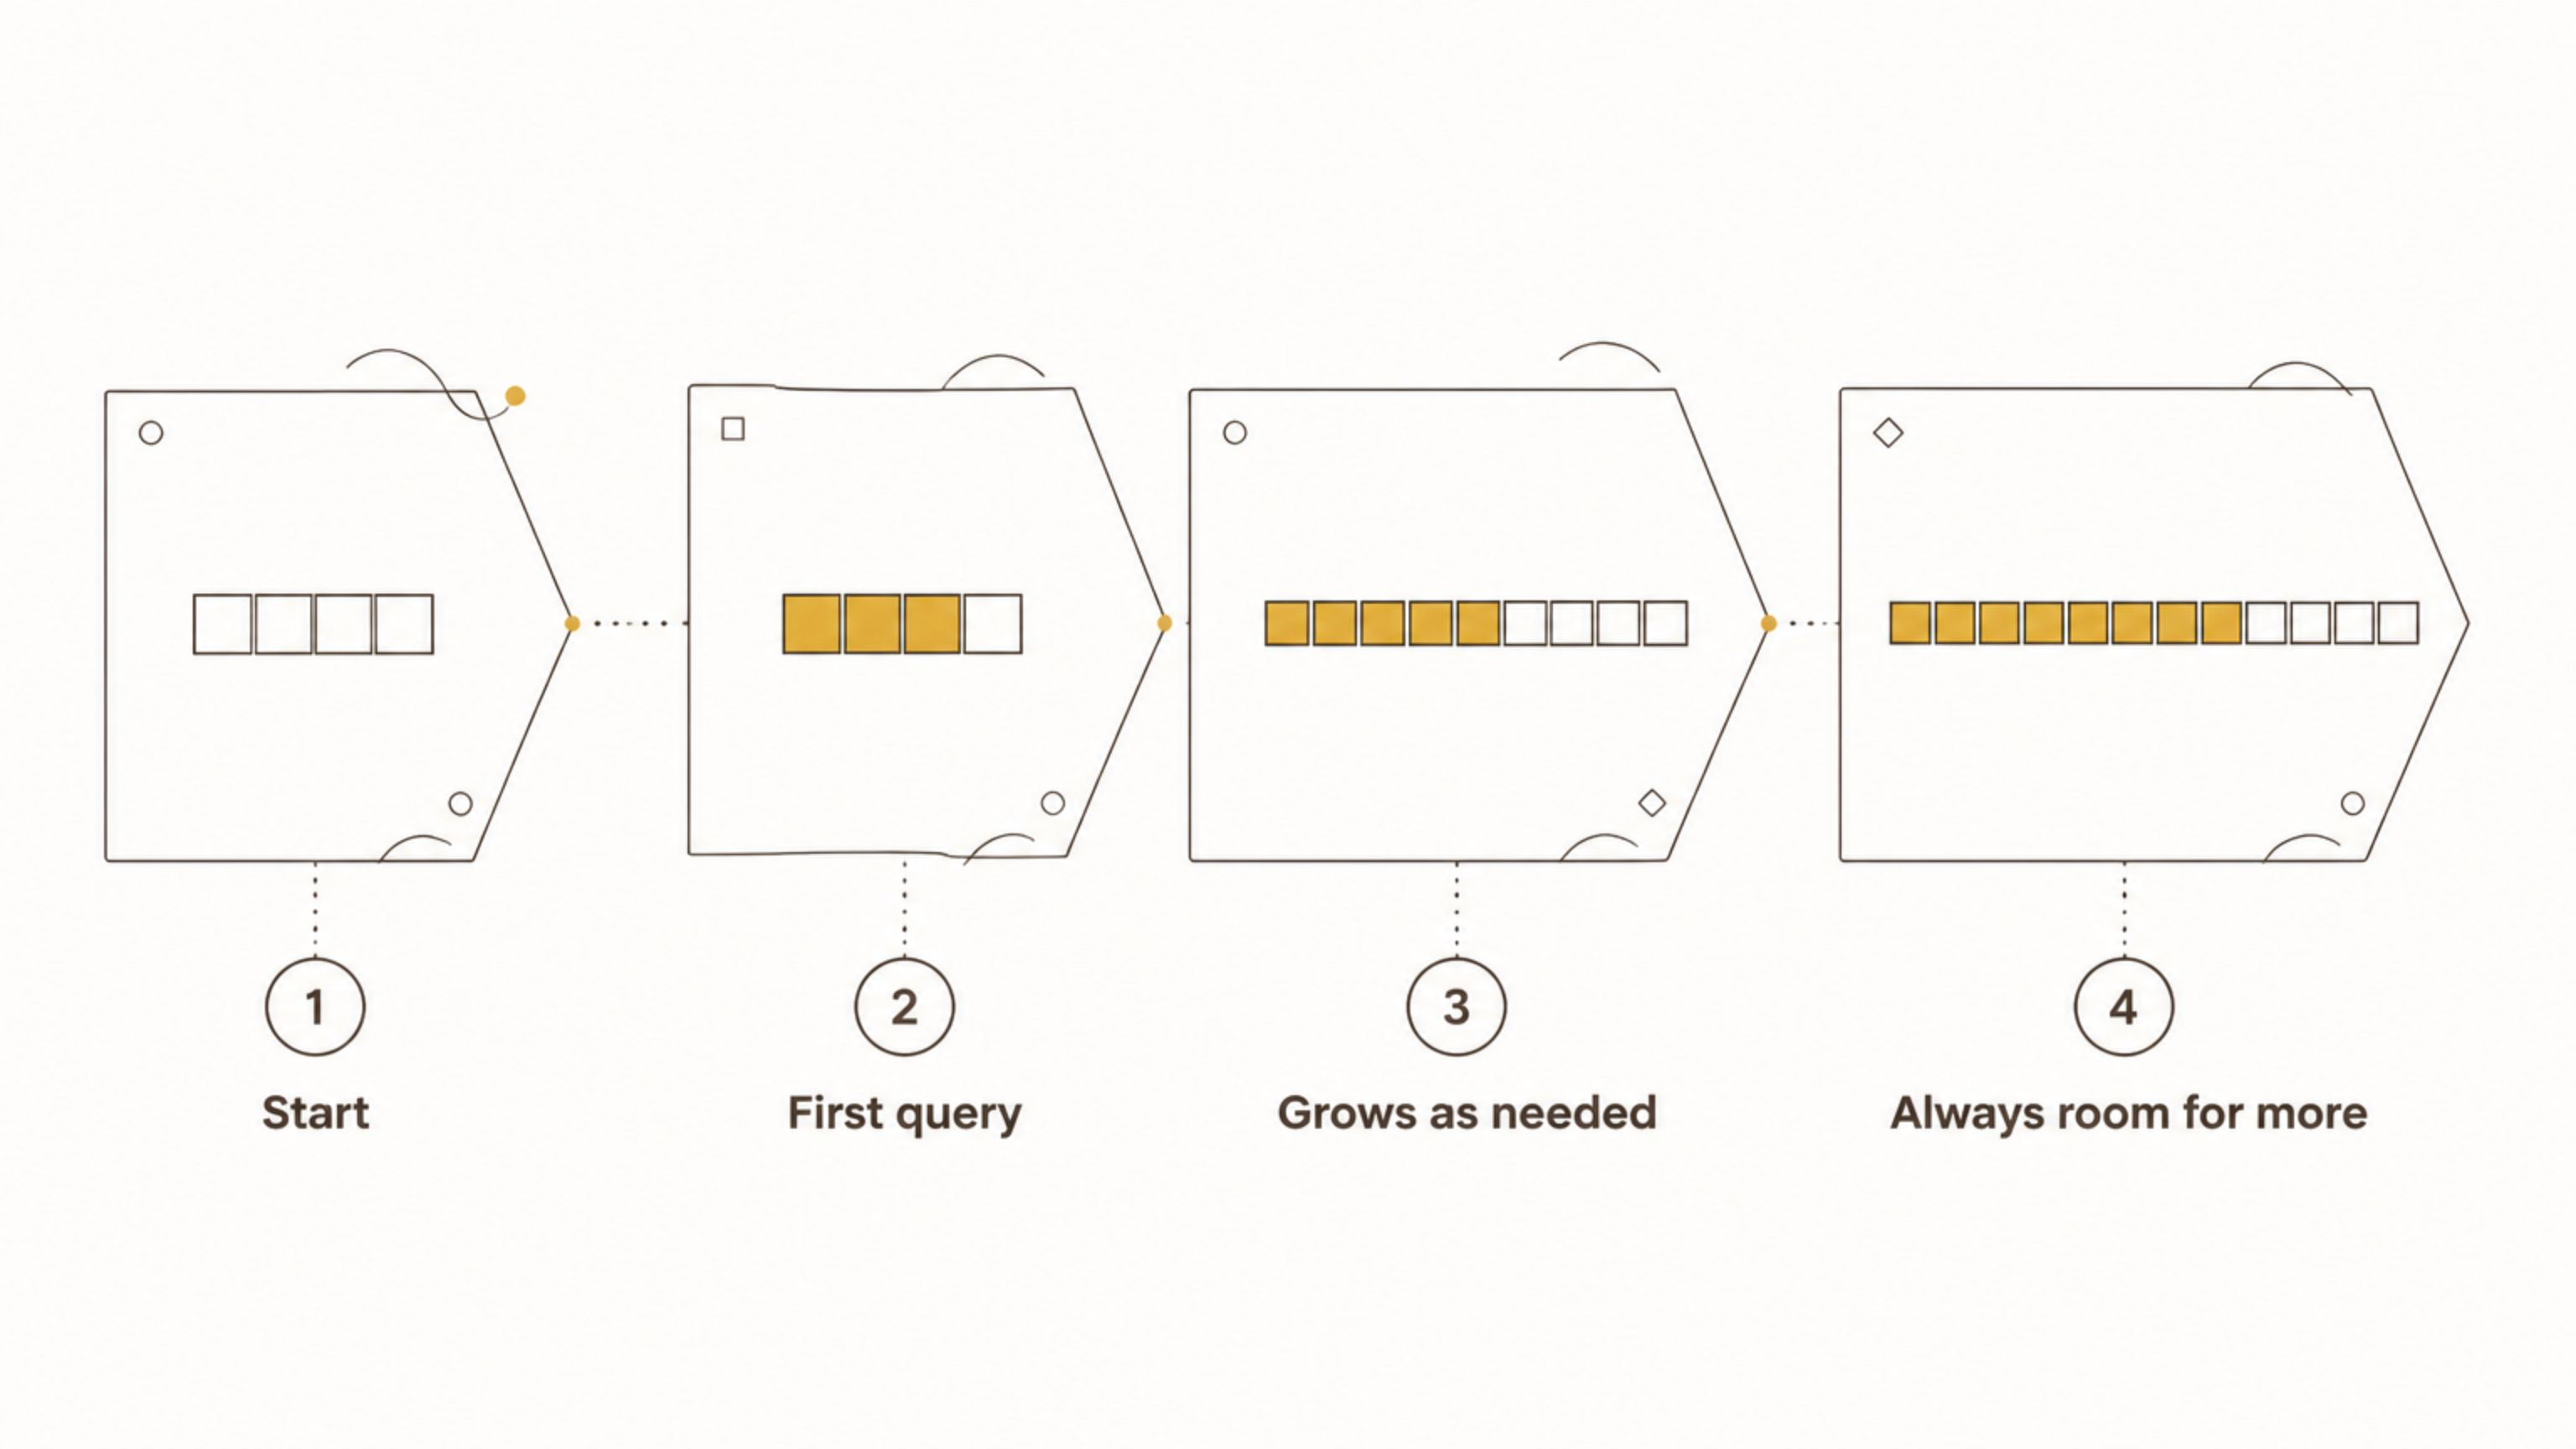 1
Start
2
First query
3
Grows as needed
4
Always room for more